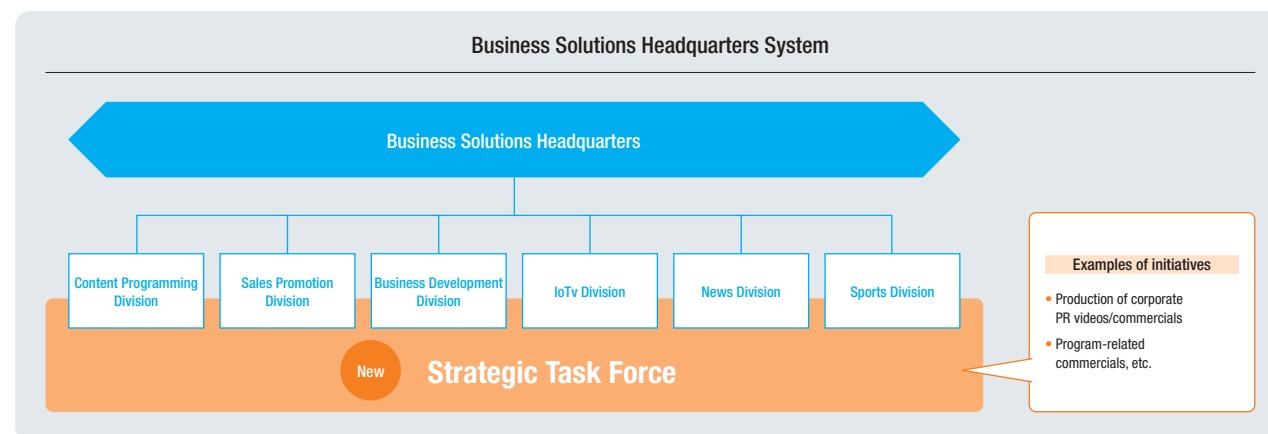 Business Solutions Headquarters System
Business Solutions Headquarters
Content Programming
Division
Sales Promotion
Division
Business Development
Division
IoTv Division
News Division
Sports Division
New
Strategic Task Force
Examples of initiatives
• Production of corporate
PR videos/commercials
• Program-related
commercials, etc.